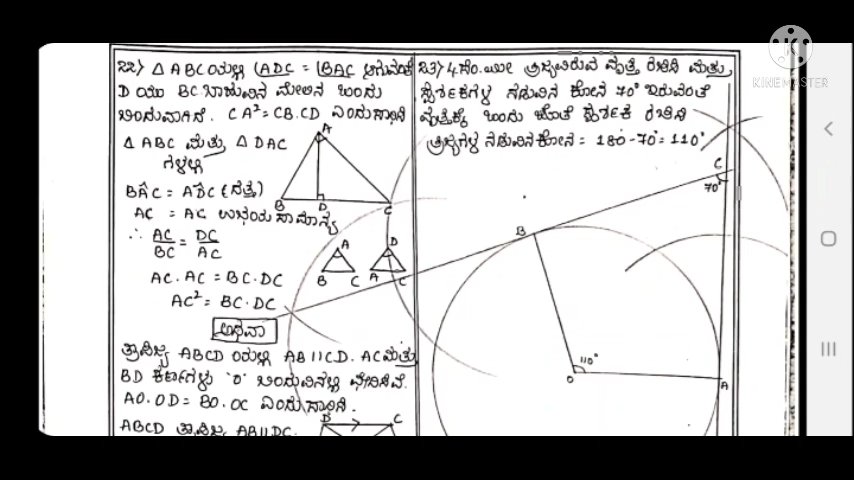 22> △ ABC ಯಲ್ಲಿ ∟ADC = ∟BAC ಆಗುವಂತೆ
D ಯು BC ಬಾಹುವಿನ ಮೇಲಿನ ಒಂದು
ಬಿಂದುವಾಗಿದೆ. CA² = CB.CD ಎಂದು ಸಾಧಿಸಿ
△ ABC ಮತ್ತು △ DAC
ಗಳಲ್ಲಿ
BÂC = AD̂C (ದತ್ತ)
AC = AC ಉಭಯ ಸಾಮಾನ್ಯ
∴ AC/BC = DC/AC
AC.AC = BC.DC
AC² = BC.DC
ಅಥವಾ
ತ್ರಾಪಿಜ್ಯ ABCD ಯಲ್ಲಿ AB || CD. AC ಮತ್ತು
BD ಕರ್ಣಗಳು 'O' ಬಿಂದುವಿನಲ್ಲಿ ಛೇದಿಸಿವೆ.
AO.OD = BO.OC ಎಂದು ಸಾಧಿಸಿ.
ABCD ತ್ರಾಪಿಜ್ಯ AB || DC.
A
B D C
A
B C
D
A C
D C
23> 4 ಸೆಂ.ಮೀ ತ್ರಿಜ್ಯವಿರುವ ವೃತ್ತ ರಚಿಸಿ ಮತ್ತು
ಸ್ಪರ್ಶಕಗಳ ನಡುವಿನ ಕೋನ 70° ಇರುವಂತೆ
ವೃತ್ತಕ್ಕೆ ಒಂದು ಜೊತೆ ಸ್ಪರ್ಶಕ ರಚಿಸಿ
ತ್ರಿಜ್ಯಗಳ ನಡುವಿನ ಕೋನ = 180° - 70° = 110°
C
70°
B
110°
O
A
KINEMASTER